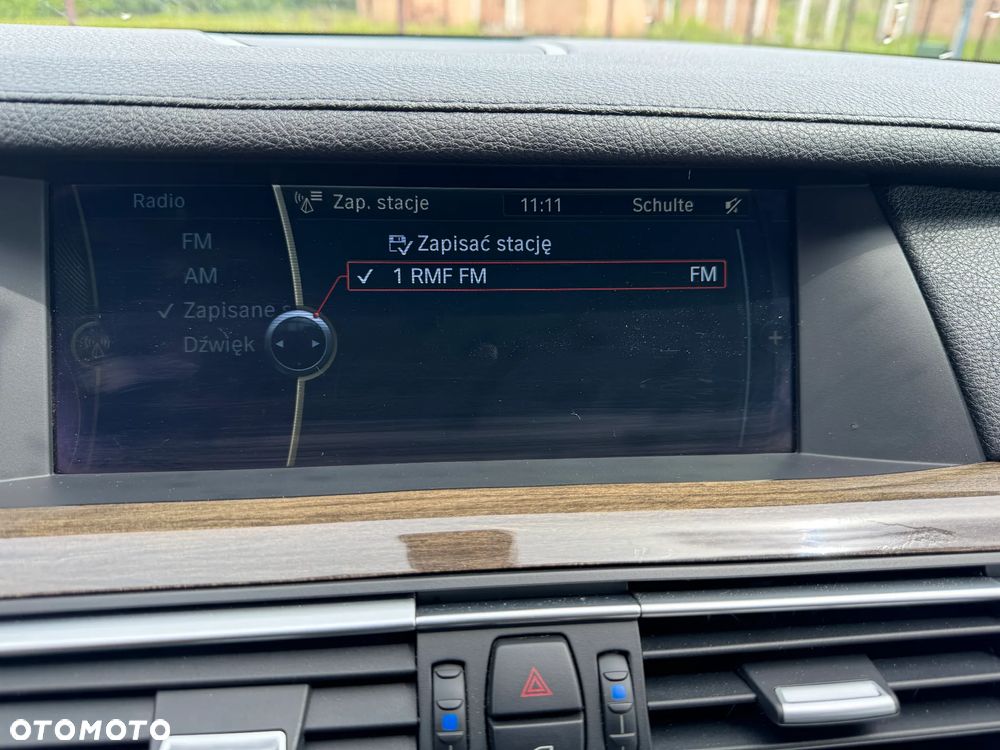 Radio
Zap. stacje 11:11 Schulte
FM
AM
Zapisane s
Dźwięk
Zapisać stację
1 RMF FM FM
OTOMOTO